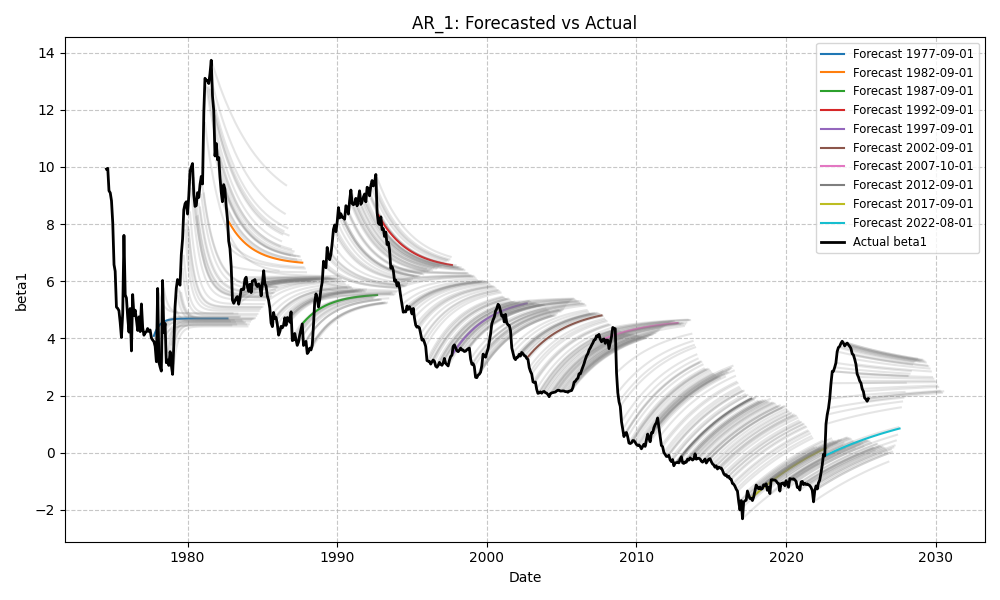 AR_1: Forecasted vs Actual
14
12
10
8
6
4
2
0
−2
beta1
1980
1990
2000
2010
2020
2030
Date
Forecast 1977-09-01
Forecast 1982-09-01
Forecast 1987-09-01
Forecast 1992-09-01
Forecast 1997-09-01
Forecast 2002-09-01
Forecast 2007-10-01
Forecast 2012-09-01
Forecast 2017-09-01
Forecast 2022-08-01
Actual beta1